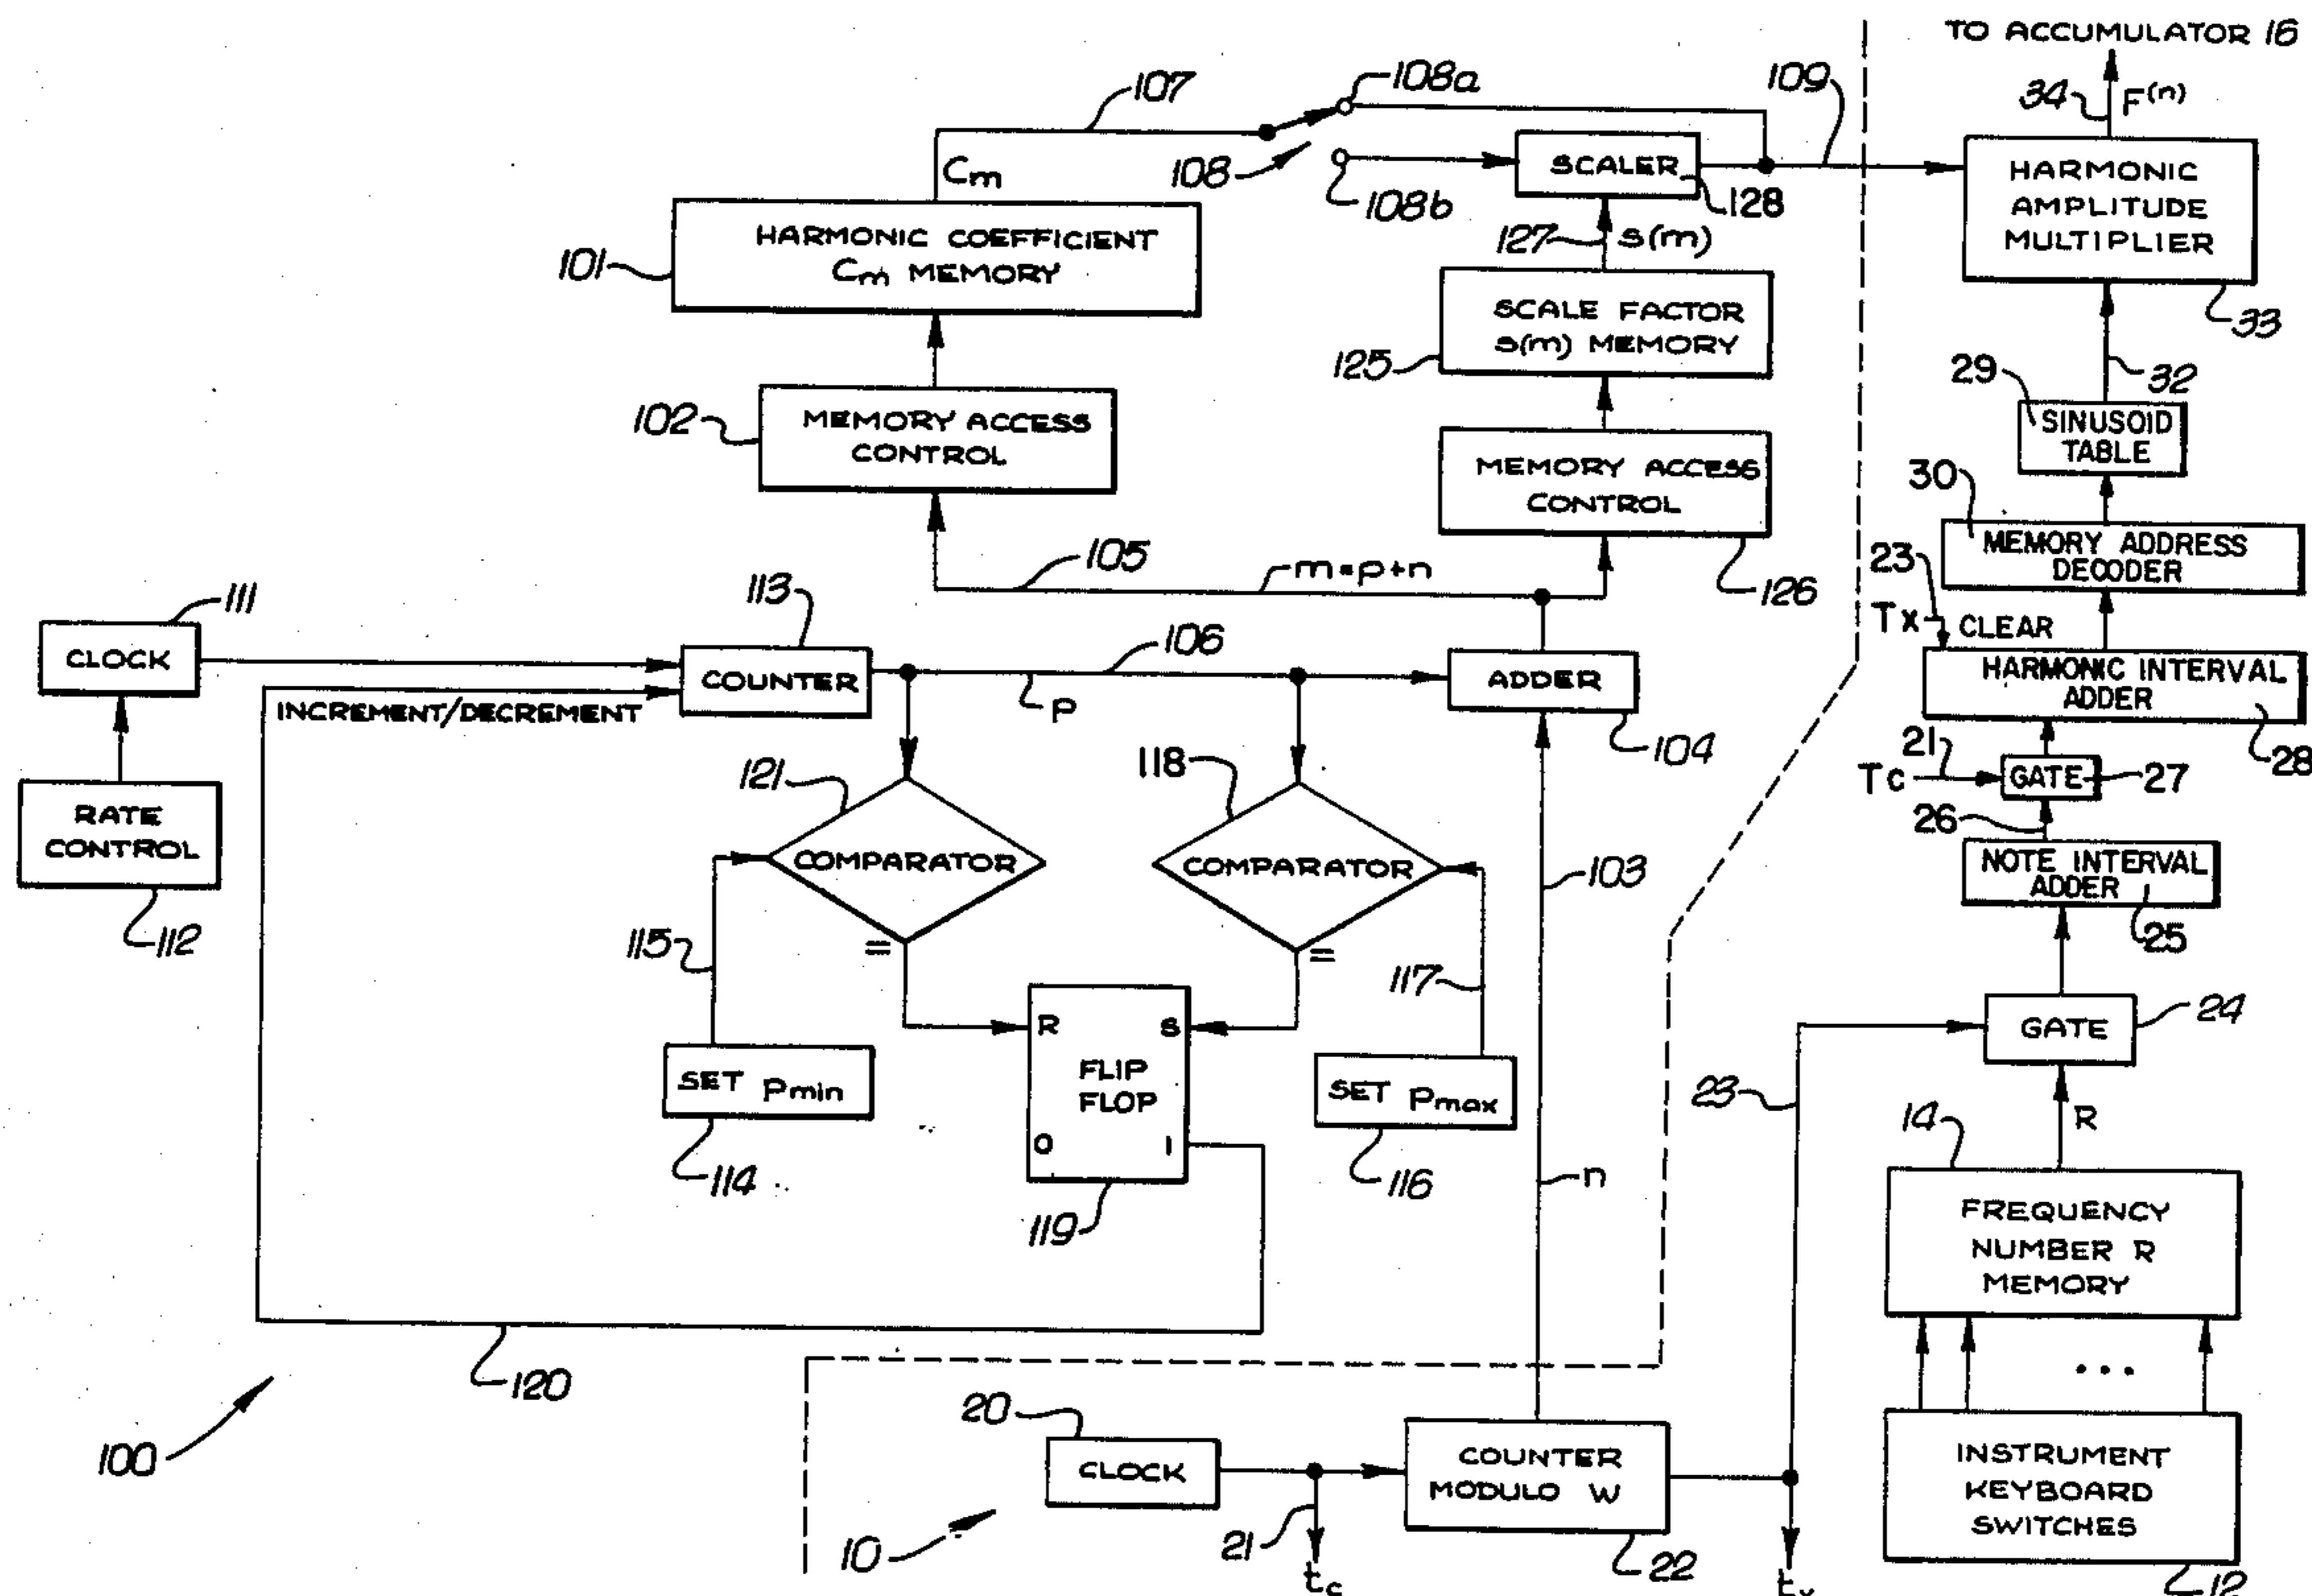 TO ACCUMULATOR 16
34 F(n)
107
108a
109
Cm
108
108b
SCALER
128
HARMONIC
AMPLITUDE
MULTIPLIER
33
101
HARMONIC COEFFICIENT
Cm MEMORY
127 s(m)
125
SCALE FACTOR
s(m) MEMORY
32
29
SINUSOID
TABLE
102
MEMORY ACCESS
CONTROL
MEMORY ACCESS
CONTROL
126
30
MEMORY ADDRESS
DECODER
105
m=p+n
23
Tx CLEAR
HARMONIC INTERVAL
ADDER
28
111
CLOCK
113
COUNTER
106
P
ADDER
104
INCREMENT/DECREMENT
21
Tc
GATE
27
26
RATE
CONTROL
112
121
COMPARATOR
=
118
COMPARATOR
=
103
NOTE INTERVAL
ADDER
25
115
117
SET Pmin
114
R S
FLIP
FLOP
0 1
119
SET Pmax
116
GATE
24
23
R
14
n
FREQUENCY
NUMBER R
MEMORY
120
100
...
20
CLOCK
21
tc
COUNTER
MODULO W
22
tx
INSTRUMENT
KEYBOARD
SWITCHES
12
10